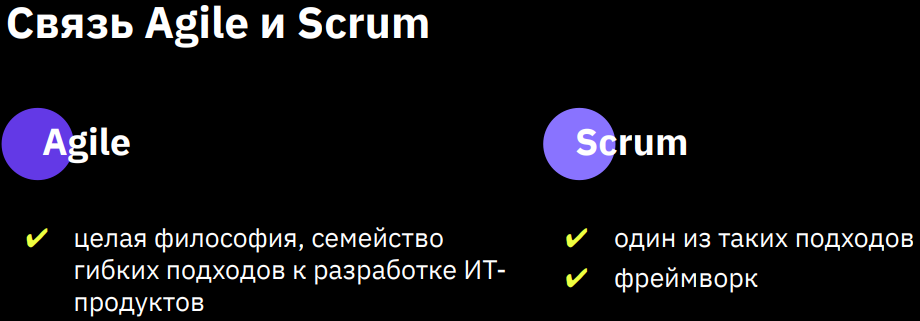 Связь Agile и Scrum
Agile
Scrum
✔ целая философия, семейство
гибких подходов к разработке ИТ-
продуктов
✔ один из таких подходов
✔ фреймворк